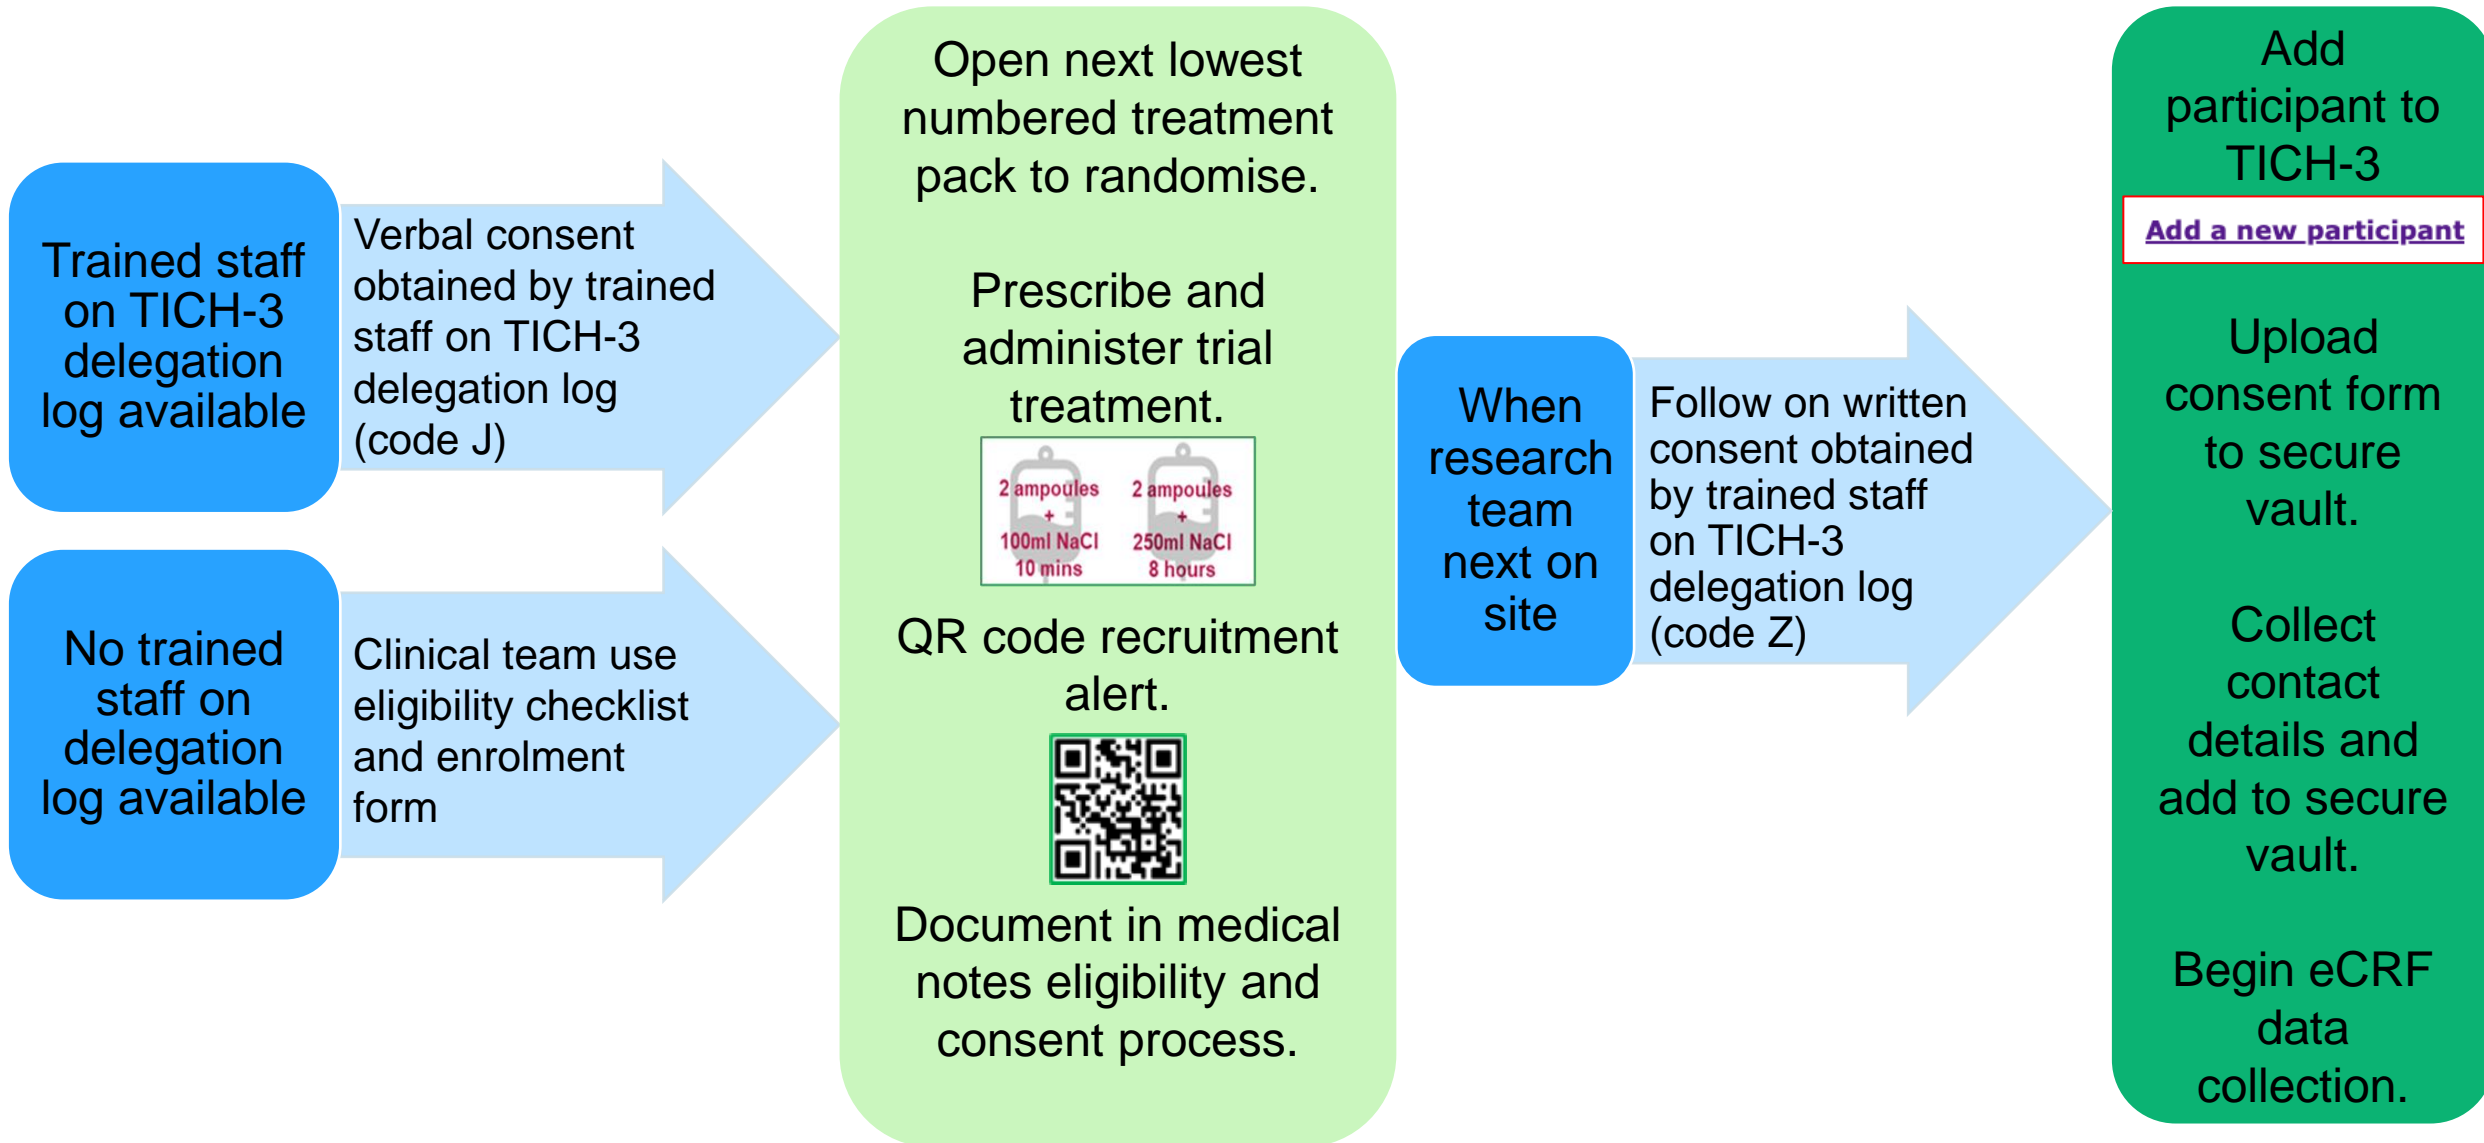 Trained staff
on TICH-3
delegation
log available
Verbal consent
obtained by trained
staff on TICH-3
delegation log
(code J)
No trained
staff on
delegation
log available
Clinical team use
eligibility checklist
and enrolment
form
Open next lowest
numbered treatment
pack to randomise.
Prescribe and
administer trial
treatment.
2 ampoules
+
100ml NaCl
10 mins
2 ampoules
+
250ml NaCl
8 hours
QR code recruitment
alert.
Document in medical
notes eligibility and
consent process.
When
research
team
next on
site
Follow on written
consent obtained
by trained staff
on TICH-3
delegation log
(code Z)
Add
participant to
TICH-3
Add a new participant
Upload
consent form
to secure
vault.
Collect
contact
details and
add to secure
vault.
Begin eCRF
data
collection.